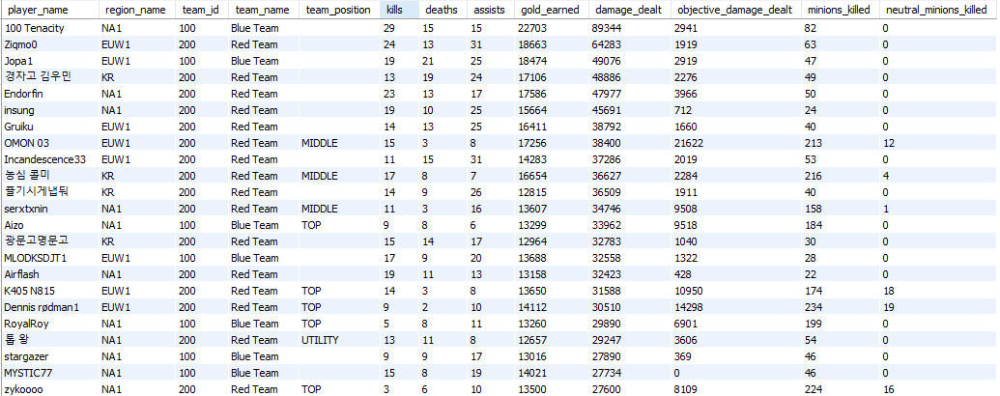 player_name region_name team_id team_name team_position kills deaths assists gold_earned damage_dealt objective_damage_dealt minions_killed neutral_minions_killed
100 Tenacity NA1 100 Blue Team 29 15 15 22703 89344 2941 82 0
Ziqmo0 EUW1 200 Red Team 24 13 31 18663 64283 1919 63 0
Jopa1 EUW1 100 Blue Team 19 21 25 18474 49076 2919 47 0
경자고 김우민 KR 200 Red Team 13 19 24 17106 48886 2276 49 0
Endorfin NA1 200 Red Team 23 13 17 17586 47977 3966 50 0
insung NA1 200 Red Team 19 10 25 15664 45691 712 24 0
Gruiku EUW1 200 Red Team 14 13 25 16411 38792 1660 40 0
OMON 03 EUW1 200 Red Team MIDDLE 15 3 8 17256 38400 21622 213 12
Incandescence33 EUW1 200 Red Team 11 15 31 14283 37286 2019 53 0
농심 콜미 KR 200 Red Team MIDDLE 17 8 7 16654 36627 2284 216 4
즐기시게냅둬 KR 200 Red Team 14 9 26 12815 36509 1911 40 0
serxtxnin NA1 200 Red Team MIDDLE 11 3 16 13607 34746 9508 158 1
Aizo NA1 100 Blue Team TOP 9 8 6 13299 33962 9518 184 0
광문고명문고 KR 200 Red Team 15 14 17 12964 32783 1040 30 0
MLODKSDJT1 EUW1 100 Blue Team 17 9 20 13688 32558 1322 28 0
Airflash NA1 200 Red Team 19 11 13 13158 32423 428 22 0
K405 N815 EUW1 200 Red Team TOP 14 3 8 13650 31588 10950 174 18
Dennis rødman1 EUW1 200 Red Team TOP 9 2 10 14112 30510 14298 234 19
RoyalRoy NA1 100 Blue Team TOP 5 8 11 13260 29890 6901 199 0
톱 왕 NA1 200 Red Team UTILITY 13 11 8 12657 29247 3606 54 0
stargazer NA1 100 Blue Team 9 9 17 13016 27890 369 46 0
MYSTIC77 NA1 100 Blue Team 15 8 19 14021 27734 0 46 0
zykoooo NA1 200 Red Team TOP 3 6 10 13500 27600 8109 224 16